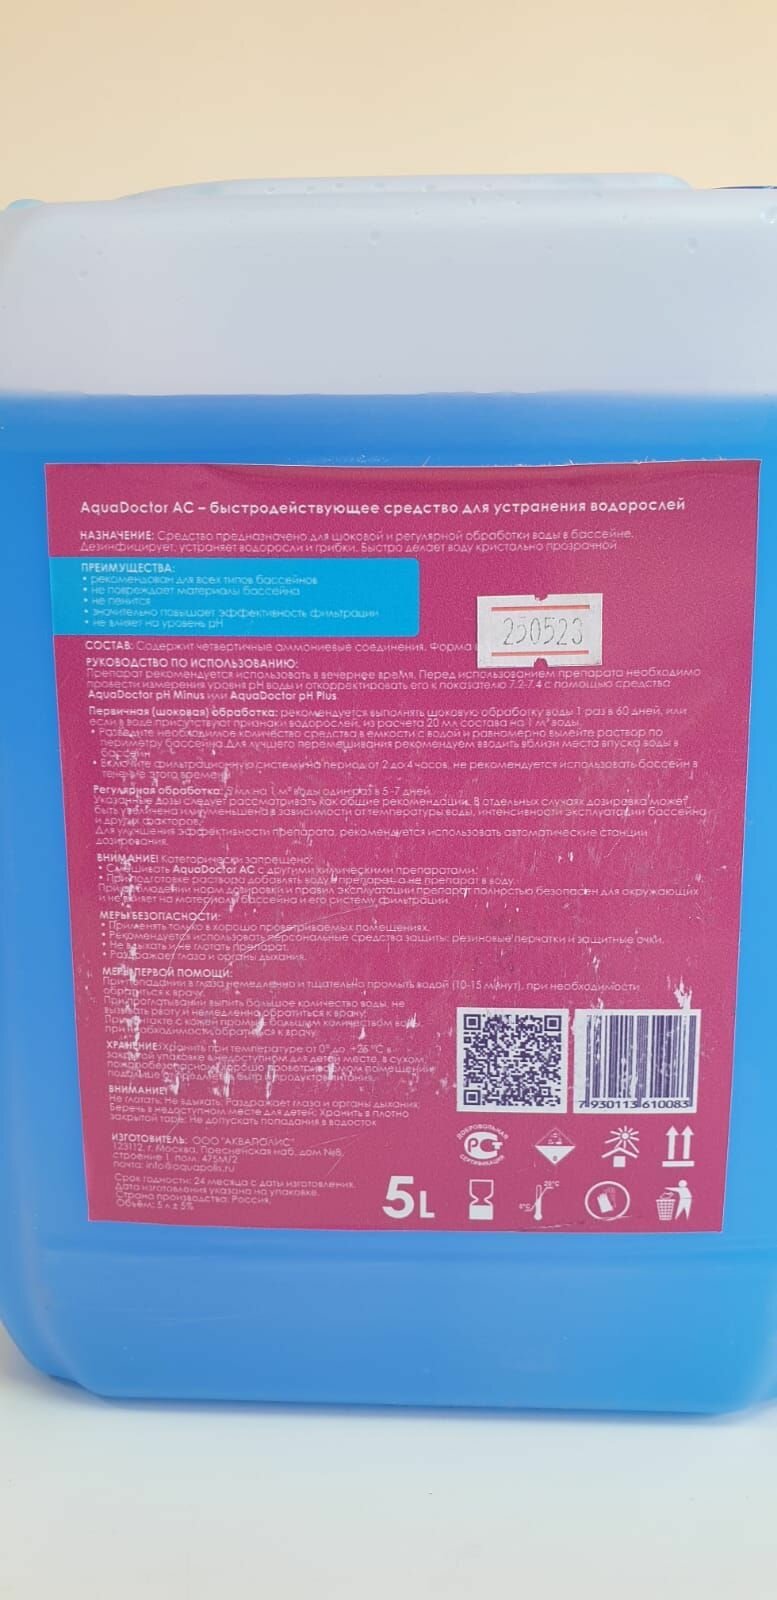 AquaDoctor AC – быстродействующее средство для устранения водорослей
НАЗНАЧЕНИЕ: Средство предназначено для шоковой и регулярной обработки воды в бассейне.
Дезинфицирует, устраняет водоросли и грибки. Быстро делает воду кристально прозрачной
ПРЕИМУЩЕСТВА:
• рекомендован для всех типов бассейнов
• не повреждает материалы бассейна
• не пенится
• значительно повышает эффективность фильтрации
• не влияет на уровень pH
250523
СОСТАВ: Содержит четвертичные аммониевые соединения. Форма
РУКОВОДСТВО ПО ИСПОЛЬЗОВАНИЮ:
Препарат рекомендуется использовать в вечернее время. Перед использованием препарата необходимо
провести измерения уровня pH воды и откорректировать его к показателю 7.2-7.4 с помощью средства
AquaDoctor pH Minus или AquaDoctor pH Plus
Первичная (шоковая) обработка: рекомендуется выполнять шоковую обработку воды 1 раз в 60 дней, или
если в воде присутствуют признаки водорослей, из расчета 20 мл состава на 1 м³ воды.
• Разведите необходимое количество средства в емкости с водой и равномерно вылейте раствор по
периметру бассейна. Для лучшего перемешивания рекомендуем вводить вблизи места впуска воды в
бассейн
• Включите фильтрационную систему на период от 2 до 4 часов, не рекомендуется использовать бассейн в
течение этого времени
Регулярная обработка: 5 мл на 1 м³ воды один раз в 5 -7 дней.
Указанные дозы следует рассматривать как общие рекомендации. В отдельных случаях дозировка может
быть увеличена или уменьшена в зависимости от температуры воды, интенсивности эксплуатации бассейна
и других факторов.
Для улучшения эффективности препарата, рекомендуется использовать автоматические станции
дозирования.
ВНИМАНИЕ! Категорически запрещено:
• Смешивать AquaDoctor AC с другими химическими препаратами.
• При подготовке раствора добавлять воду в препарат, а не препарат в воду.
При соблюдении норм дозировки и правил эксплуатации препарат полностью безопасен для окружающих
и не влияет на материалы бассейна и его систему фильтрации.
МЕРЫ БЕЗОПАСНОСТИ:
• Применять только в хорошо проветриваемых помещениях.
• Рекомендуется использовать персональные средства защиты: резиновые перчатки и защитные очки.
• Не вдыхать и не глотать препарат.
• Раздражает глаза и органы дыхания.
МЕРЫ ПЕРВОЙ ПОМОЩИ:
При попадании в глаза немедленно и тщательно промыть водой (10-15 минут), при необходимости
обратиться к врачу.
При проглатывании выпить большое количество воды, не
вызывать рвоту и немедленно обратиться к врачу.
При контакте с кожей промыть большим количеством воды,
при необходимости обратиться к врачу.
ХРАНЕНИЕ: Хранить при температуре от 0° до +25 °C в
закрытой упаковке в недоступном для детей месте, в сухом,
пожаробезопасном, хорошо проветриваемом помещении
подальше от предметов быта и продуктов питания.
ВНИМАНИЕ!
Не глотать. Не вдыхать. Раздражает глаза и органы дыхания.
Беречь в недоступном месте для детей. Хранить в плотно
закрытой таре. Не допускать попадания в водосток
7 930113 610083
ИЗГОТОВИТЕЛЬ: ООО "АКВАПОЛИС"
123112, г. Москва, Пресненская наб, дом №8,
строение 1, пом. 475М/2
почта: info@aquapolis.ru
Срок годности: 24 месяца с даты изготовления.
Дата изготовления указана на упаковке.
Страна производства: Россия.
Объём: 5 л ± 5%
5L
ДОБРОВОЛЬНАЯ
СЕРТИФИКАЦИЯ
8